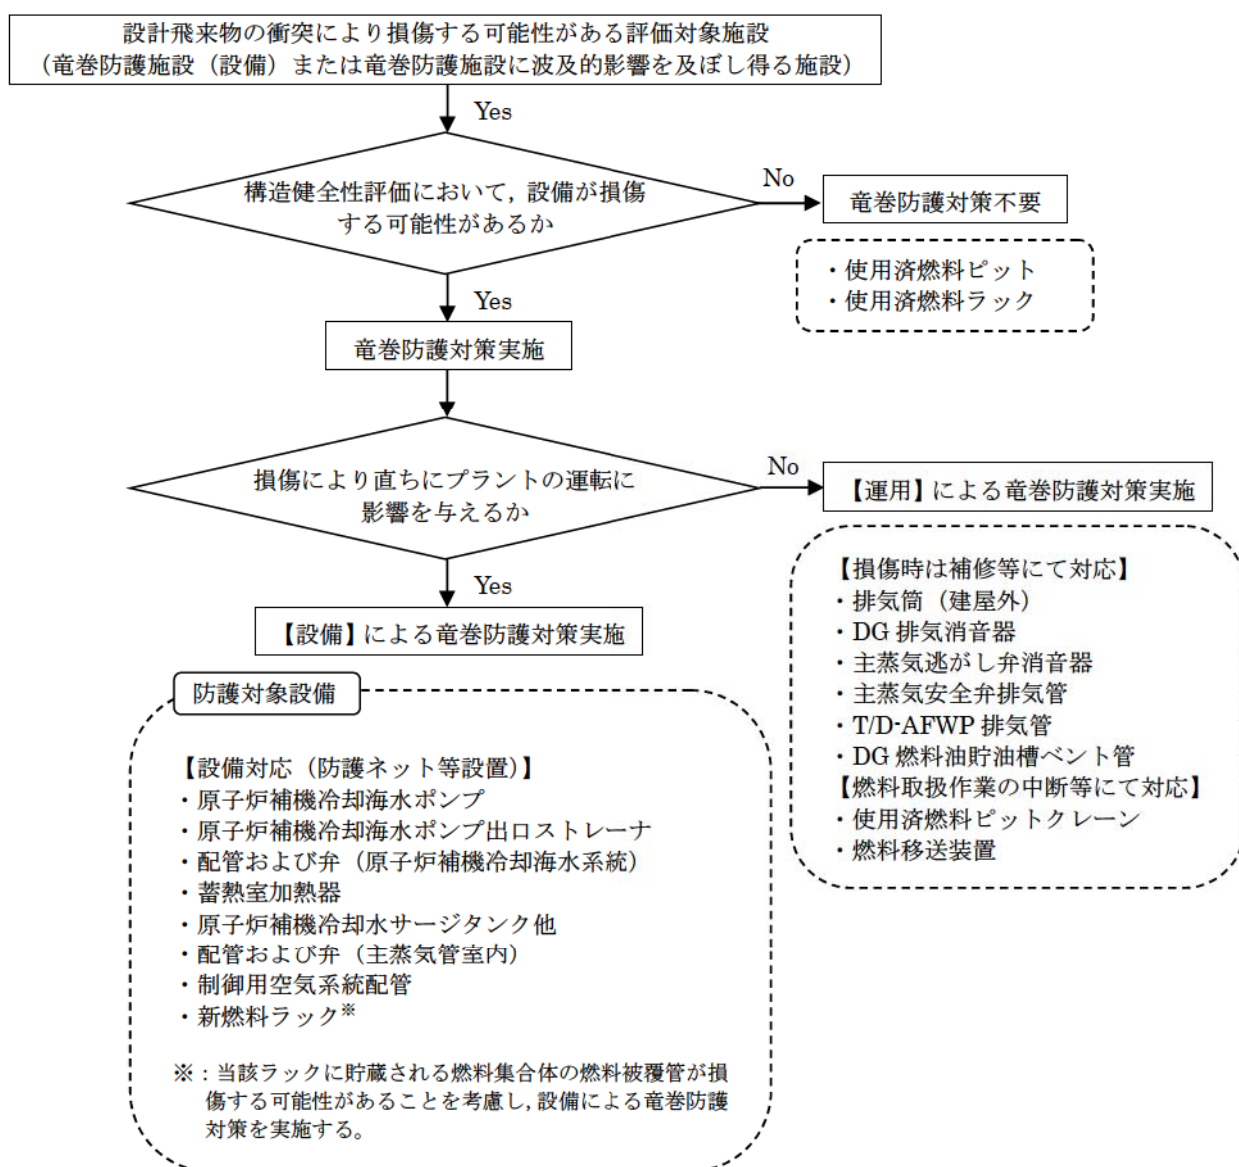 設計飛来物の衝突により損傷する可能性がある評価対象施設
（竜巻防護施設（設備）または竜巻防護施設に波及的影響を及ぼし得る施設）
Yes
構造健全性評価において, 設備が損傷
する可能性があるか
No
竜巻防護対策不要
・使用済燃料ピット
・使用済燃料ラック
Yes
竜巻防護対策実施
損傷により直ちにプラントの運転に
影響を与えるか
No
【運用】による竜巻防護対策実施
【損傷時は補修等にて対応】
・排気筒（建屋外）
・DG 排気消音器
・主蒸気逃がし弁消音器
・主蒸気安全弁排気管
・T/D-AFWP 排気管
・DG 燃料油貯油槽ベント管
【燃料取扱作業の中断等にて対応】
・使用済燃料ピットクレーン
・燃料移送装置
Yes
【設備】による竜巻防護対策実施
防護対象設備
【設備対応（防護ネット等設置）】
・原子炉補機冷却海水ポンプ
・原子炉補機冷却海水ポンプ出口ストレーナ
・配管および弁（原子炉補機冷却海水系統）
・蓄熱室加熱器
・原子炉補機冷却水サージタンク他
・配管および弁（主蒸気管室内）
・制御用空気系統配管
・新燃料ラック※
※：当該ラックに貯蔵される燃料集合体の燃料被覆管が損
傷する可能性があることを考慮し, 設備による竜巻防護
対策を実施する。